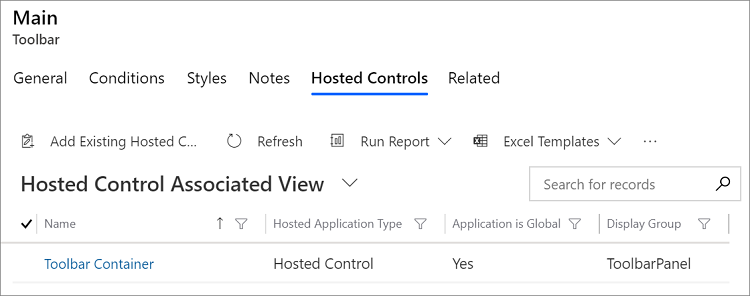 Main
Toolbar
General Conditions Styles Notes Hosted Controls Related
Add Existing Hosted C... Refresh Run Report Excel Templates ...
Hosted Control Associated View Search for records
Name Hosted Application Type Application is Global Display Group
Toolbar Container Hosted Control Yes ToolbarPanel